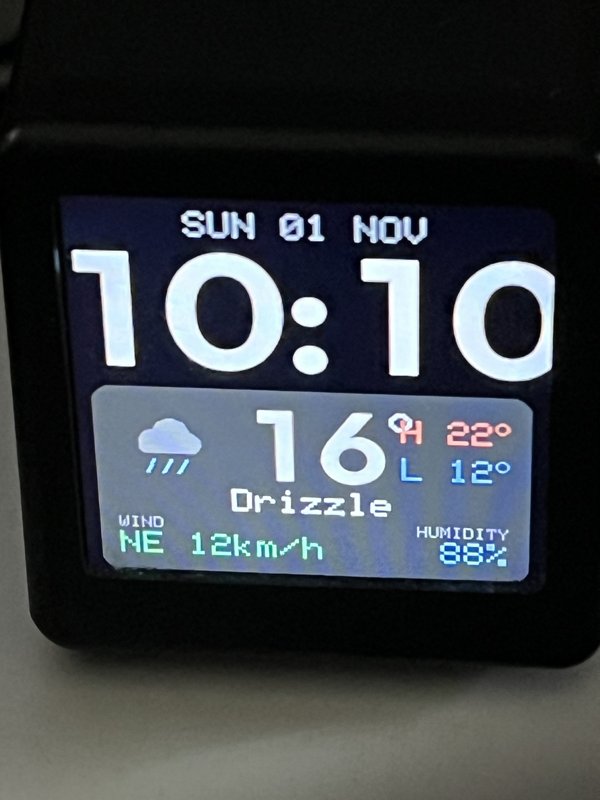 SUN 01 NOV
10:10
16° H 22°
L 12°
Drizzle
WIND
NE 12km/h
HUMIDITY
88%